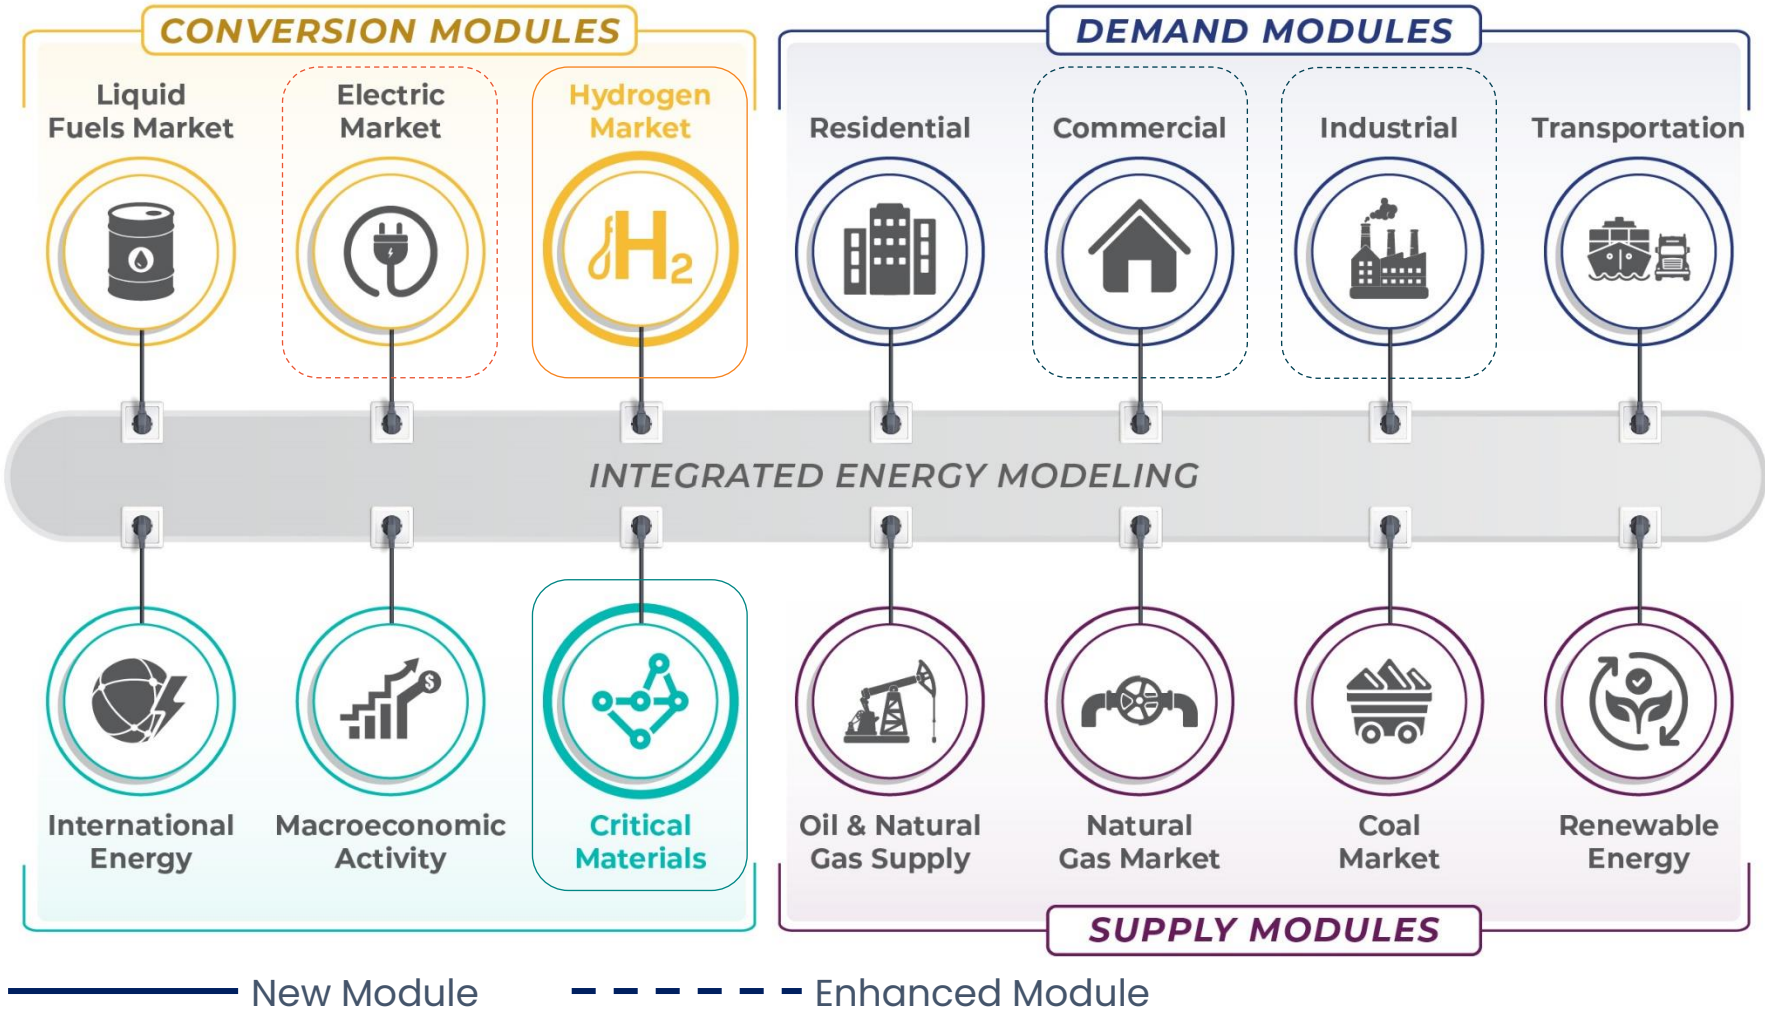 CONVERSION MODULES
DEMAND MODULES
Liquid
Fuels Market
Electric
Market
Hydrogen
Market
Residential
Commercial
Industrial
Transportation
H2
INTEGRATED ENERGY MODELING
$
International
Energy
Macroeconomic
Activity
Critical
Materials
Oil & Natural
Gas Supply
Natural
Gas Market
Coal
Market
Renewable
Energy
SUPPLY MODULES
New Module
Enhanced Module